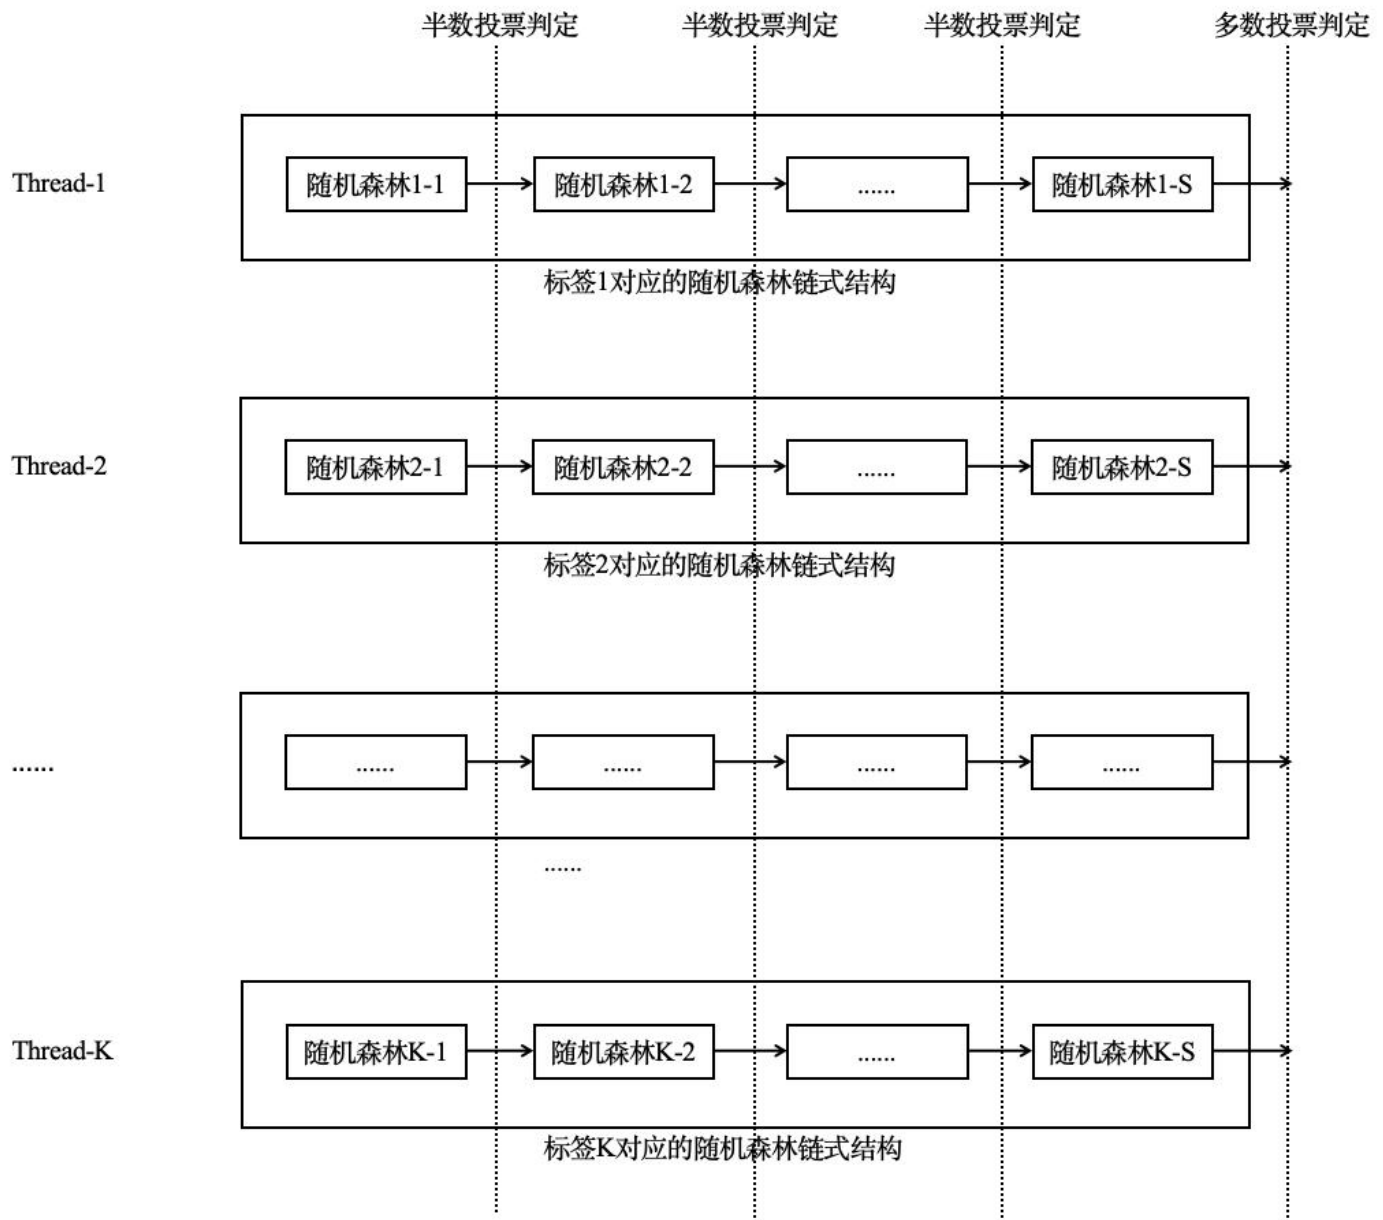 半数投票判定 半数投票判定 半数投票判定 多数投票判定
Thread-1 随机森林1-1 随机森林1-2 ...... 随机森林1-S
标签1对应的随机森林链式结构
Thread-2 随机森林2-1 随机森林2-2 ...... 随机森林2-S
标签2对应的随机森林链式结构
...... ...... ...... ...... ......
......
Thread-K 随机森林K-1 随机森林K-2 ...... 随机森林K-S
标签K对应的随机森林链式结构